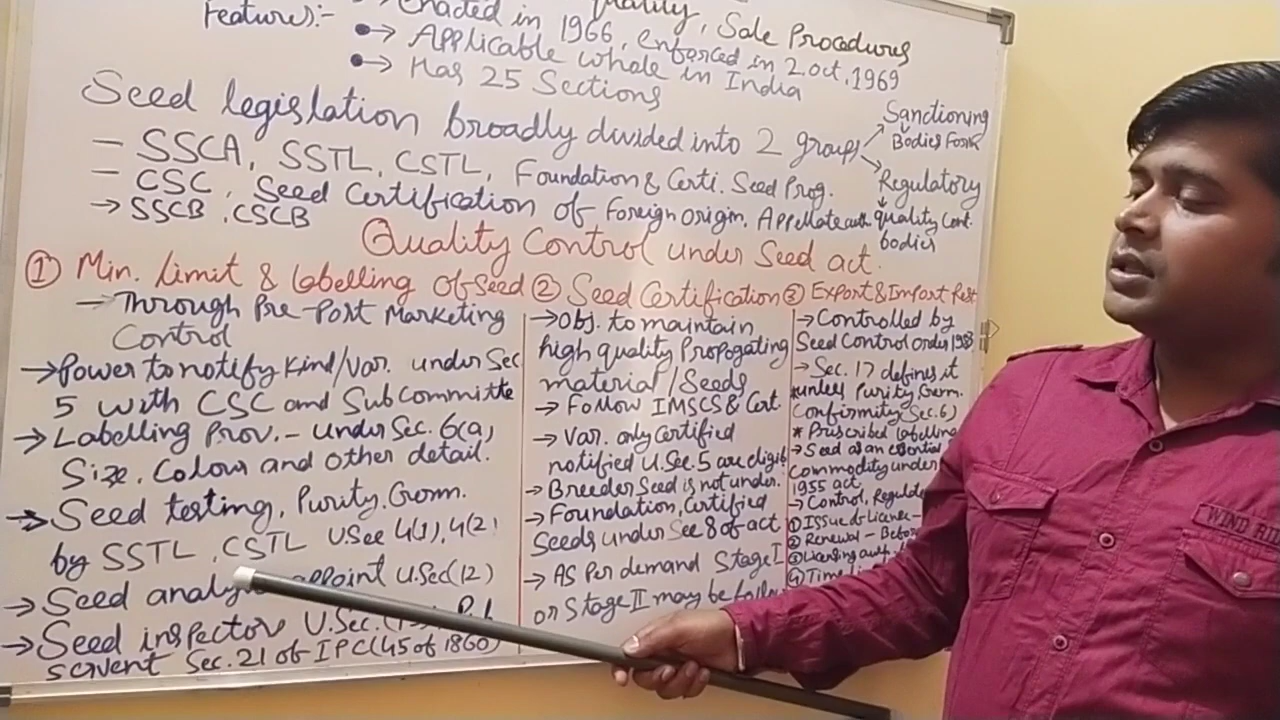 Quality, Sale Procedures
Features:- → Enacted in 1966, enforced in 2.oct.1969
→ Applicable whole in India
→ Has 25 Sections
Seed legislation broadly divided into 2 groups
Sanctioning
Bodies
Regulatory
quality Cont.
bodies
- SSCA, SSTL, CSTL, Foundation & Certi. Seed Prog.
- CSC, Seed Certification of Foreign origin, Appellate auth
→ SSCB, CSCB
Quality Control under Seed act.
① Min. Limit & labelling of Seed
- Through Pre-Post Marketing
Control
→ Power to notify Kind/Var. under Sec
5 with CSC and Sub Committe
→ Labelling Prov. - under Sec. 6(a)
Size, Colour and other detail.
→ Seed testing, Purity, Germ.
by SSTL, CSTL USec 4(1), 4(2)
→ Seed appoint U.Sec(12)
→ Seed inspector U.Sec.
servent Sec. 21 of IPC(45 of 1860)
② Seed Certification
→ Obj. to maintain
high quality Propogating
material/Seeds
→ Follow IMSCS & Cert.
→ Var. only Certified
notified U.Sec. 5 are eligib
→ Breeder Seed is not under.
→ Foundation, Certified
Seeds under Sec 8 of act
→ AS Per demand Stage I
or Stage II may be
③ Export & Import Rest
→ Controlled by
Seed Control order 1983
→ Sec. 17 defines it
*unless Purity, Germ.
Confirmity Sec. 6)
* Priscribed labelling
→ Seed as an essential
Commodity under
1955 act
→ Control,
① Issue of Licence -
② Renewal -
③ Licensing auth.
④
WIND